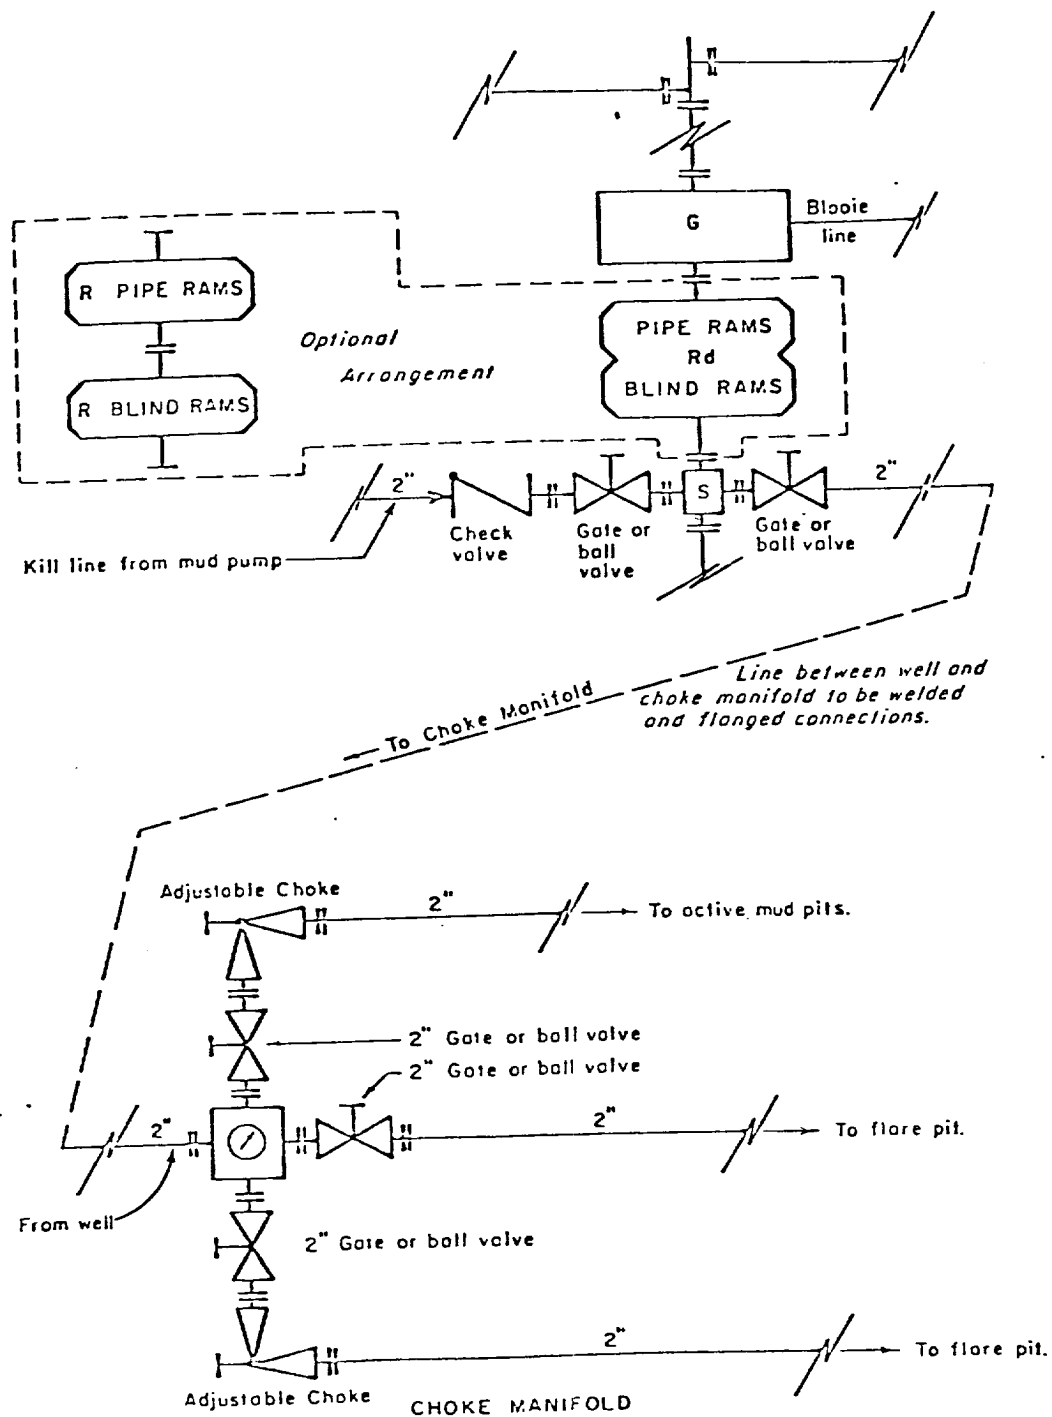 G
Blooie
line
R PIPE RAMS
R BLIND RAMS
Optional
Arrangement
PIPE RAMS
Rd
BLIND RAMS
2"
S
2"
Check
valve
Gate or
ball
valve
Gate or
ball valve
Kill line from mud pump
Line between well and
choke manifold to be welded
and flanged connections.
To Choke Manifold
Adjustable Choke
2"
To active mud pits.
2" Gate or ball valve
2" Gate or ball valve
2"
2"
To flare pit.
From well
2" Gate or ball valve
2"
To flare pit.
Adjustable Choke
CHOKE MANIFOLD